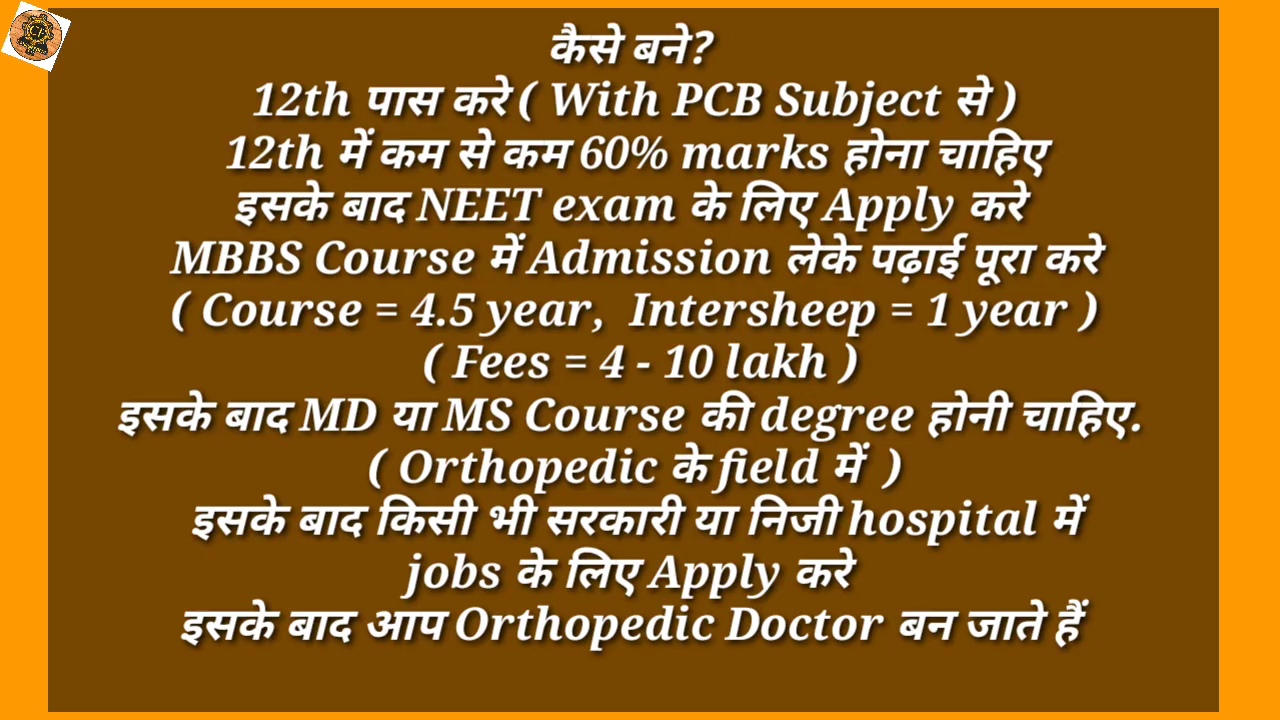 कैसे बने?
12th पास करे ( With PCB Subject से )
12th में कम से कम 60% marks होना चाहिए
इसके बाद NEET exam के लिए Apply करे
MBBS Course में Admission लेके पढ़ाई पूरा करे
( Course = 4.5 year, Intersheep = 1 year )
( Fees = 4 - 10 lakh )
इसके बाद MD या MS Course की degree होनी चाहिए.
( Orthopedic के field में )
इसके बाद किसी भी सरकारी या निजी hospital में
jobs के लिए Apply करे
इसके बाद आप Orthopedic Doctor बन जाते हैं